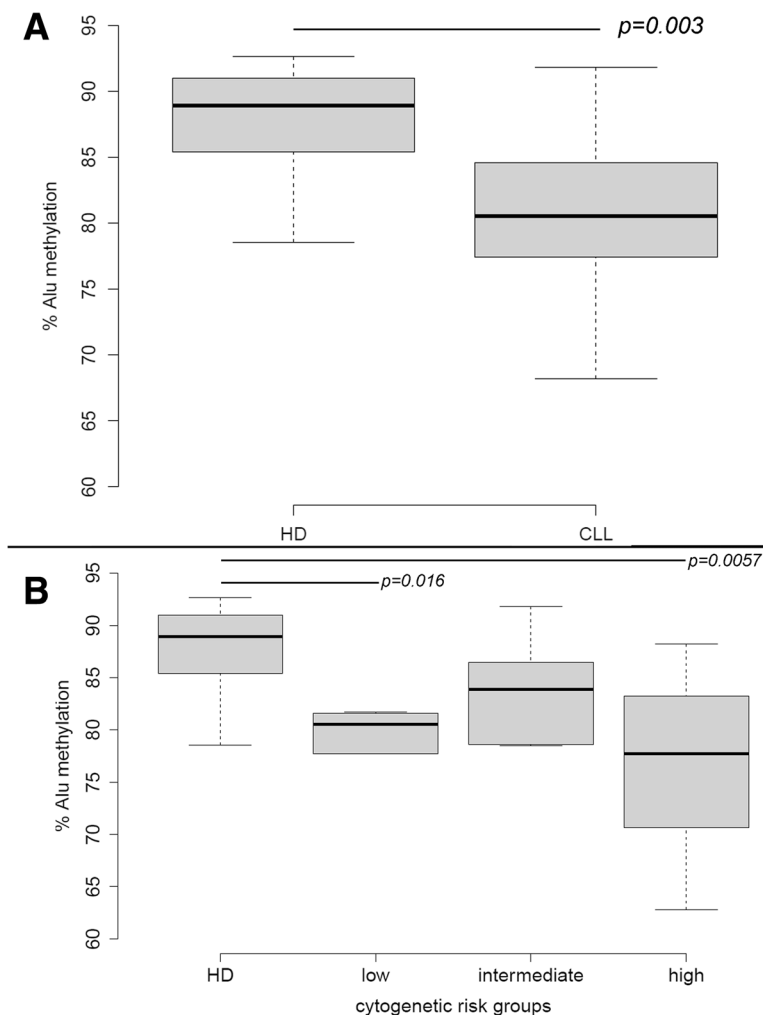 A
p=0.003
95
90
85
80
75
70
65
60
% Alu methylation
HD CLL
B
p=0.0057
p=0.016
95
90
85
80
75
70
65
60
% Alu methylation
HD low intermediate high
cytogenetic risk groups